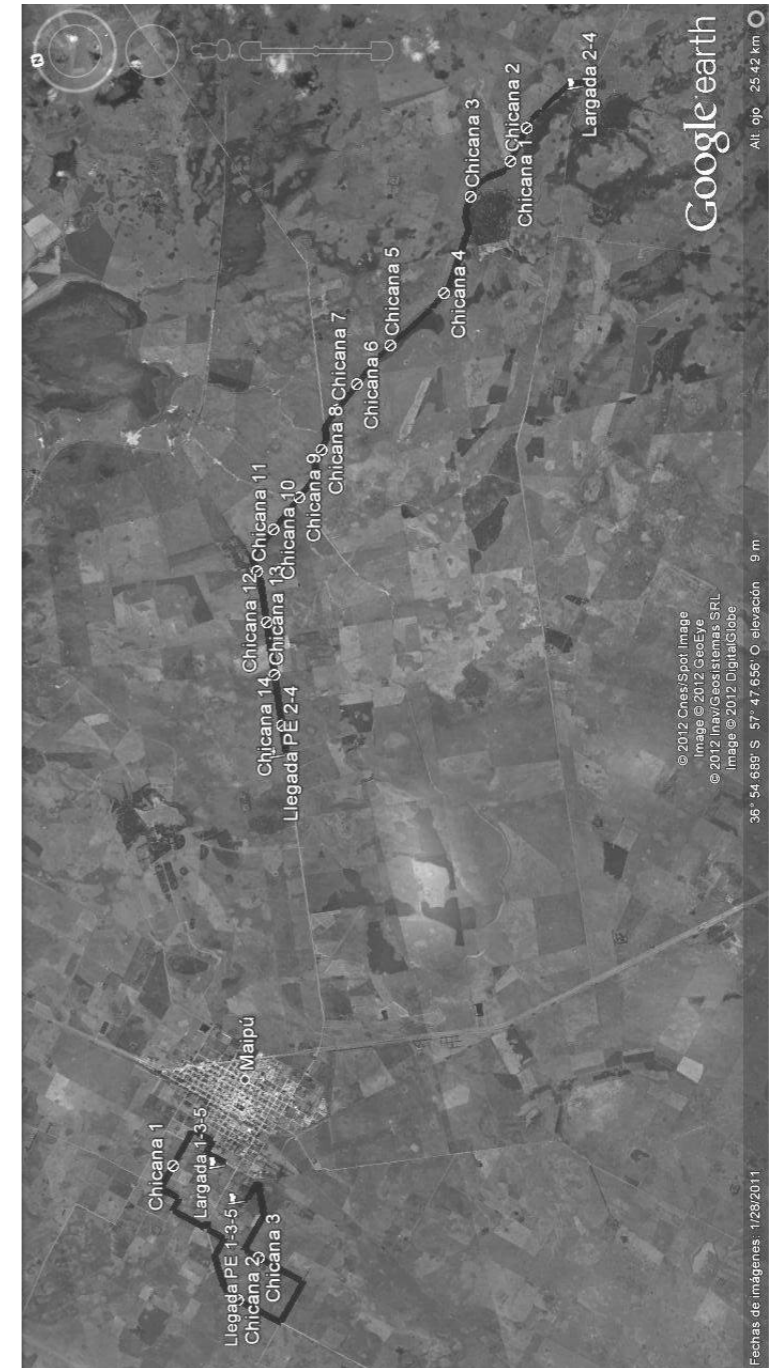 N
Chicana 1
Largada 1-3-5
Llegada PE 1-3-5
Chicana 2
Chicana 3
Maipú
Chicana 14
Llegada PE 2-4
Chicana 12
Chicana 13
Chicana 11
Chicana 10
Chicana 9
Chicana 8
Chicana 7
Chicana 6
Chicana 5
Chicana 4
Chicana 3
Chicana 2
Chicana 1
Largada 2-4
© 2012 Cnes/Spot Image
Image © 2012 GeoEye
© 2012 Inav/Geosistemas SRL
Image © 2012 DigitalGlobe
Google earth
Fechas de imágenes: 1/28/2011 36° 54.689' S 57° 47.656' O elevación 9 m Alt. ojo 25.42 km